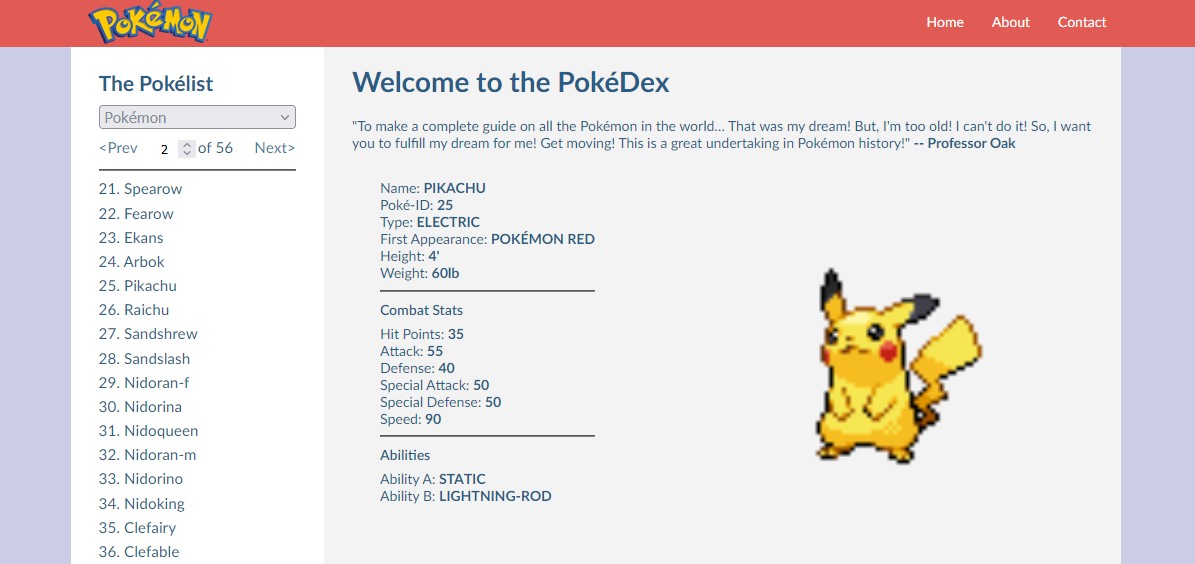 POKéMON
Home About Contact
The Pokélist
Pokémon
<Prev 2 of 56 Next>
21. Spearow
22. Fearow
23. Ekans
24. Arbok
25. Pikachu
26. Raichu
27. Sandshrew
28. Sandslash
29. Nidoran-f
30. Nidorina
31. Nidoqueen
32. Nidoran-m
33. Nidorino
34. Nidoking
35. Clefairy
36. Clefable
Welcome to the PokéDex
"To make a complete guide on all the Pokémon in the world... That was my dream! But, I'm too old! I can't do it! So, I want
you to fulfill my dream for me! Get moving! This is a great undertaking in Pokémon history!" -- Professor Oak
Name: PIKACHU
Poké-ID: 25
Type: ELECTRIC
First Appearance: POKÉMON RED
Height: 4'
Weight: 60lb
Combat Stats
Hit Points: 35
Attack: 55
Defense: 40
Special Attack: 50
Special Defense: 50
Speed: 90
Abilities
Ability A: STATIC
Ability B: LIGHTNING-ROD